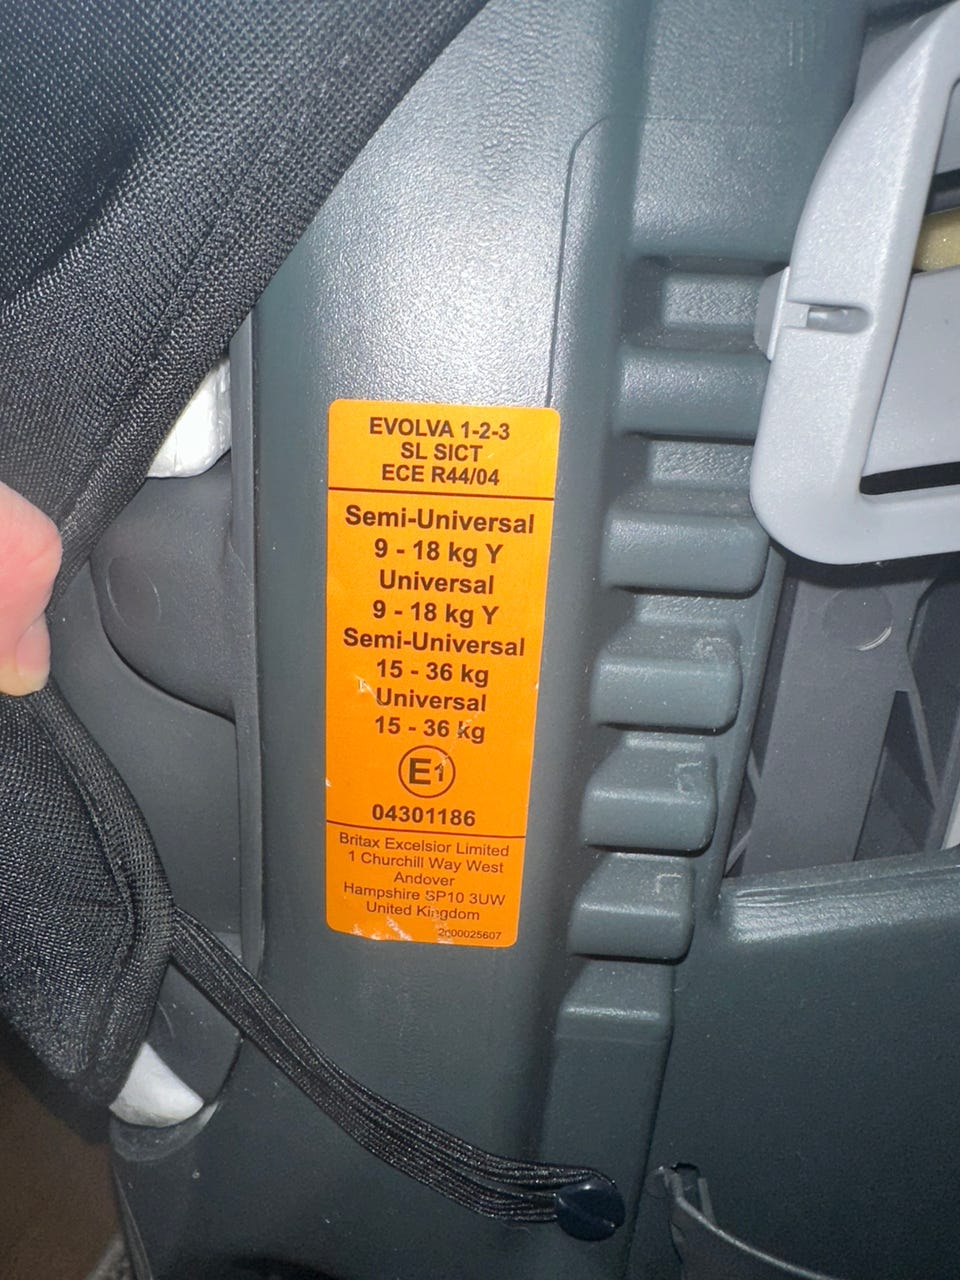 EVOLVA 1-2-3
SL SICT
ECE R44/04
Semi-Universal
9 - 18 kg Y
Universal
9 - 18 kg Y
Semi-Universal
15 - 36 kg
Universal
15 - 36 kg
E1
04301186
Britax Excelsior Limited
1 Churchill Way West
Andover
Hampshire SP10 3UW
United Kingdom